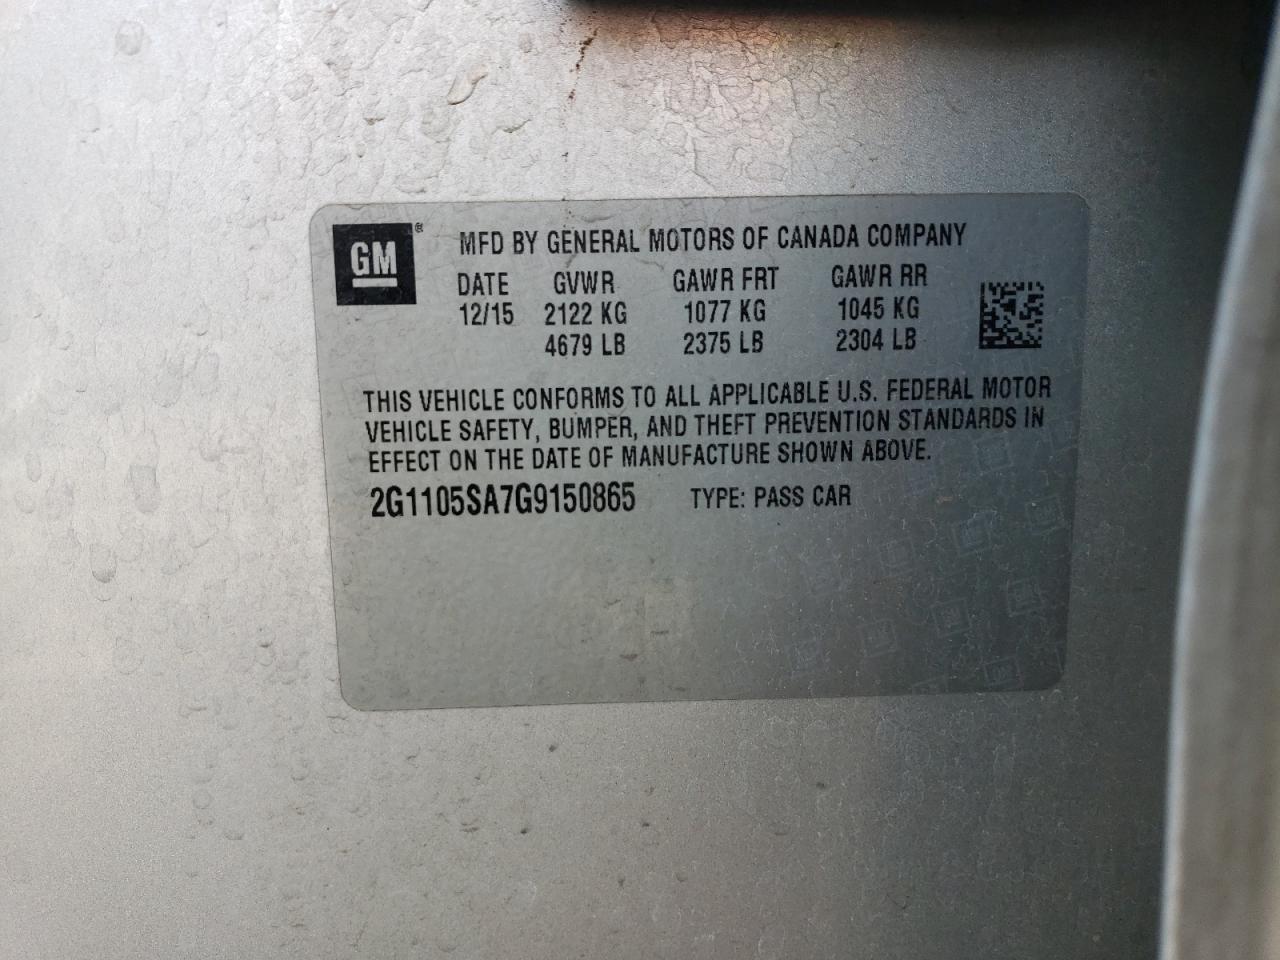 GM®
MFD BY GENERAL MOTORS OF CANADA COMPANY
DATE GVWR GAWR FRT GAWR RR
12/15 2122 KG 1077 KG 1045 KG
4679 LB 2375 LB 2304 LB
THIS VEHICLE CONFORMS TO ALL APPLICABLE U.S. FEDERAL MOTOR
VEHICLE SAFETY, BUMPER, AND THEFT PREVENTION STANDARDS IN
EFFECT ON THE DATE OF MANUFACTURE SHOWN ABOVE.
2G1105SA7G9150865 TYPE: PASS CAR